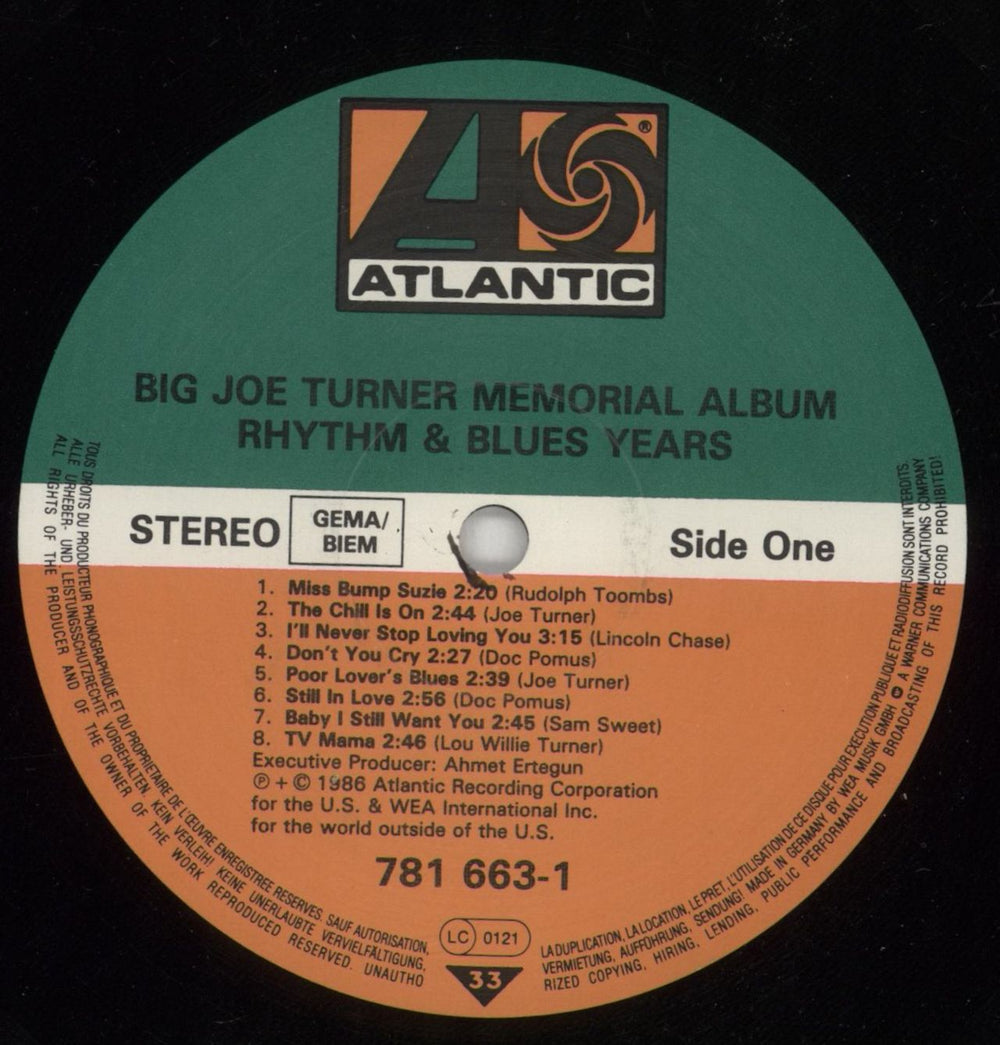 ®
ATLANTIC
BIG JOE TURNER MEMORIAL ALBUM
RHYTHM & BLUES YEARS
STEREO
GEMA/
BIEM
Side One
1. Miss Bump Suzie 2:20 (Rudolph Toombs)
2. The Chill Is On 2:44 (Joe Turner)
3. I'll Never Stop Loving You 3:15 (Lincoln Chase)
4. Don't You Cry 2:27 (Doc Pomus)
5. Poor Lover's Blues 2:39 (Joe Turner)
6. Still In Love 2:56 (Doc Pomus)
7. Baby I Still Want You 2:45 (Sam Sweet)
8. TV Mama 2:46 (Lou Willie Turner)
Executive Producer: Ahmet Ertegun
℗ + © 1986 Atlantic Recording Corporation
for the U.S. & WEA International Inc.
for the world outside of the U.S.
781 663-1
LC 0121
33
TOUS DROITS DU PRODUCTEUR PHONOGRAPHIQUE ET DU PROPRIETAIRE DE L'ŒUVRE ENREGISTREE RESERVES. SAUF AUTORISATION, LA DUPLICATION, LA LOCATION, LE PRET, L'UTILISATION DE CE DISQUE POUR EXECUTION PUBLIQUE ET RADIODIFFUSION SONT INTERDITS.
ALLE URHEBER- UND LEISTUNGSSCHUTZRECHTE VORBEHALTEN. KEIN VERLEIH! KEINE UNERLAUBTE VERVIELFÄLTIGUNG, VERMIETUNG, AUFFÜHRUNG, SENDUNG! MADE IN GERMANY BY WEA MUSIK GMBH A WARNER COMMUNICATIONS COMPANY
ALL RIGHTS OF THE PRODUCER AND OF THE OWNER OF THE WORK REPRODUCED RESERVED. UNAUTHORIZED COPYING, HIRING, LENDING, PUBLIC PERFORMANCE AND BROADCASTING OF THIS RECORD PROHIBITED!